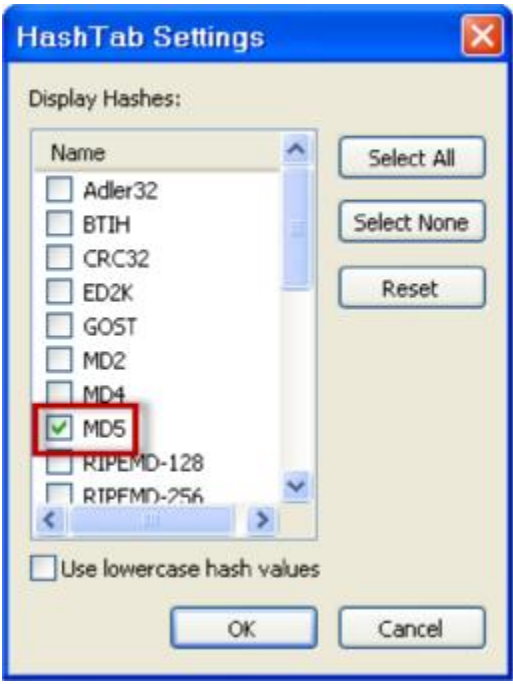 HashTab Settings
Display Hashes:
Name
Adler32
BTIH
CRC32
ED2K
GOST
MD2
MD4
MD5
RIPEMD-128
RIPEMD-256
Select All
Select None
Reset
Use lowercase hash values
OK
Cancel